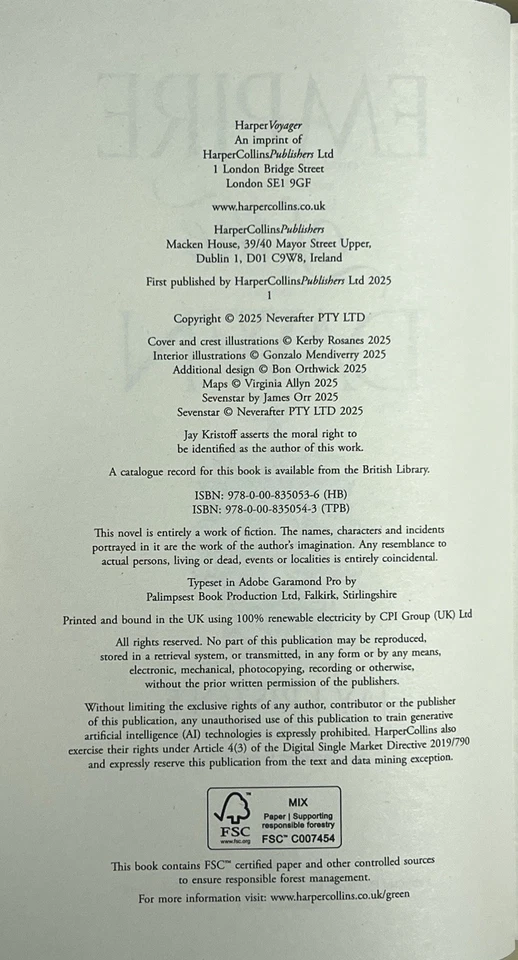 HarperVoyager
An imprint of
HarperCollinsPublishers Ltd
1 London Bridge Street
London SE1 9GF
www.harpercollins.co.uk
HarperCollinsPublishers
Macken House, 39/40 Mayor Street Upper,
Dublin 1, D01 C9W8, Ireland
First published by HarperCollinsPublishers Ltd 2025
1
Copyright © 2025 Neverafter PTY LTD
Cover and crest illustrations © Kerby Rosanes 2025
Interior illustrations © Gonzalo Mendiverry 2025
Additional design © Bon Orthwick 2025
Maps © Virginia Allyn 2025
Sevenstar by James Orr 2025
Sevenstar © Neverafter PTY LTD 2025
Jay Kristoff asserts the moral right to
be identified as the author of this work.
A catalogue record for this book is available from the British Library.
ISBN: 978-0-00-835053-6 (HB)
ISBN: 978-0-00-835054-3 (TPB)
This novel is entirely a work of fiction. The names, characters and incidents
portrayed in it are the work of the author's imagination. Any resemblance to
actual persons, living or dead, events or localities is entirely coincidental.
Typeset in Adobe Garamond Pro by
Palimpsest Book Production Ltd, Falkirk, Stirlingshire
Printed and bound in the UK using 100% renewable electricity by CPI Group (UK) Ltd
All rights reserved. No part of this publication may be reproduced,
stored in a retrieval system, or transmitted, in any form or by any means,
electronic, mechanical, photocopying, recording or otherwise,
without the prior written permission of the publishers.
Without limiting the exclusive rights of any author, contributor or the publisher
of this publication, any unauthorised use of this publication to train generative
artificial intelligence (AI) technologies is expressly prohibited. HarperCollins also
exercise their rights under Article 4(3) of the Digital Single Market Directive 2019/790
and expressly reserve this publication from the text and data mining exception.
FSC
www.fsc.org
MIX
Paper | Supporting
responsible forestry
FSC™ C007454
This book contains FSC™ certified paper and other controlled sources
to ensure responsible forest management.
For more information visit: www.harpercollins.co.uk/green